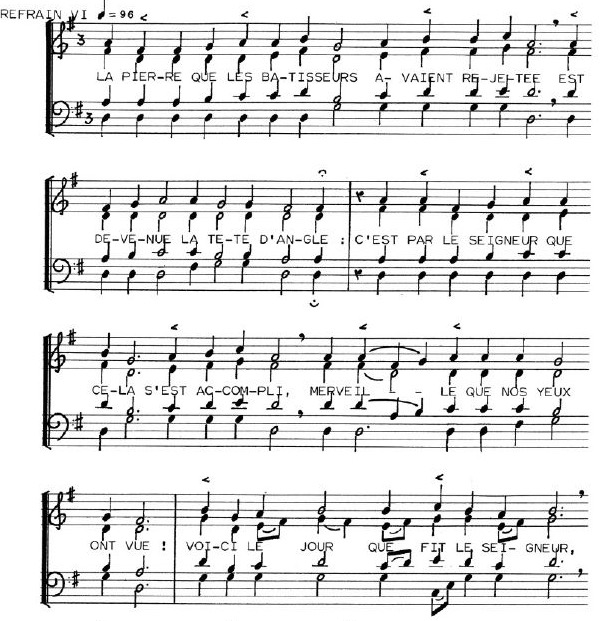 REFRAIN VI ♩=96
LA PIER-RE QUE LES BA-TISSEURS A-VAIENT RE-JE-TEE EST
DE-VE-NUE LA TE-TE D'AN-GLE : C'EST PAR LE SEIGNEUR QUE
CE-LA S'EST AC-COM-PLI, MERVEIL - - LE QUE NOS YEUX
ONT VUE ! VOI-CI LE JOUR QUE FIT LE SEI-GNEUR,